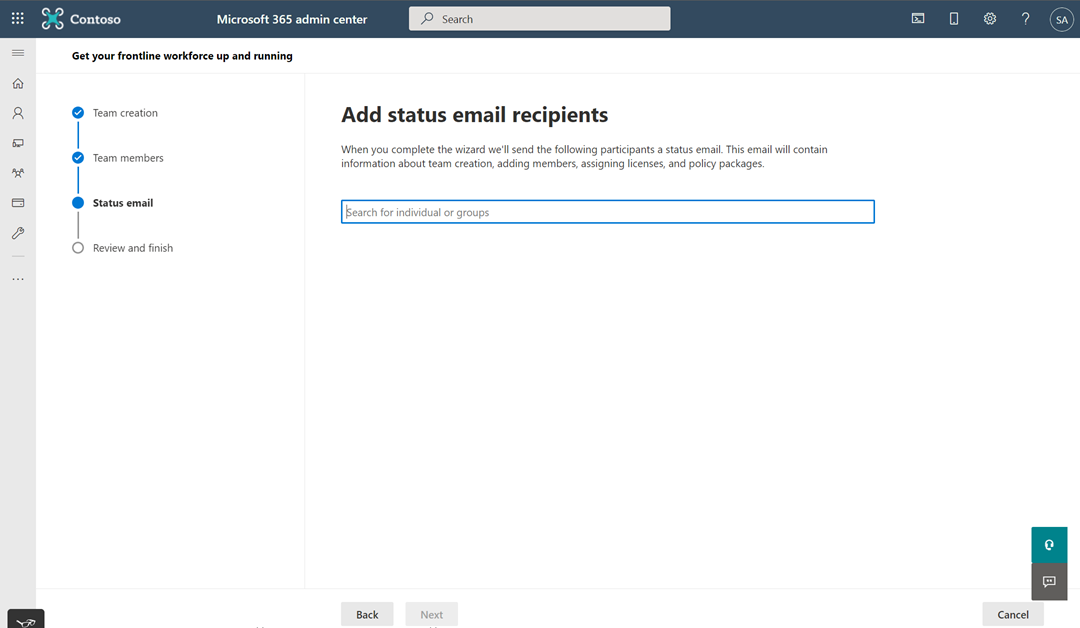 Contoso
Microsoft 365 admin center
Search
?
SA
Get your frontline workforce up and running
Team creation
Team members
Status email
Review and finish
Add status email recipients
When you complete the wizard we'll send the following participants a status email. This email will contain
information about team creation, adding members, assigning licenses, and policy packages.
Search for individual or groups
Back
Next
Cancel